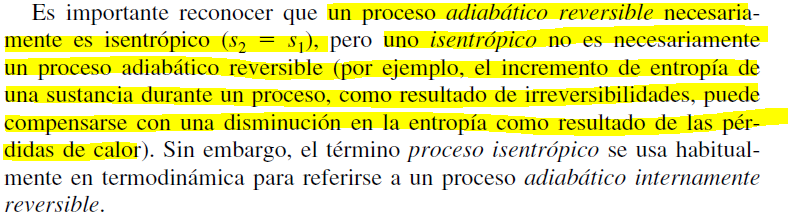 Es importante reconocer que un proceso adiabático reversible necesaria-
mente es isentrópico (s₂ = s₁), pero uno isentrópico no es necesariamente
un proceso adiabático reversible (por ejemplo, el incremento de entropía de
una sustancia durante un proceso, como resultado de irreversibilidades, puede
compensarse con una disminución en la entropía como resultado de las pér-
didas de calor). Sin embargo, el término proceso isentrópico se usa habitual-
mente en termodinámica para referirse a un proceso adiabático internamente
reversible.